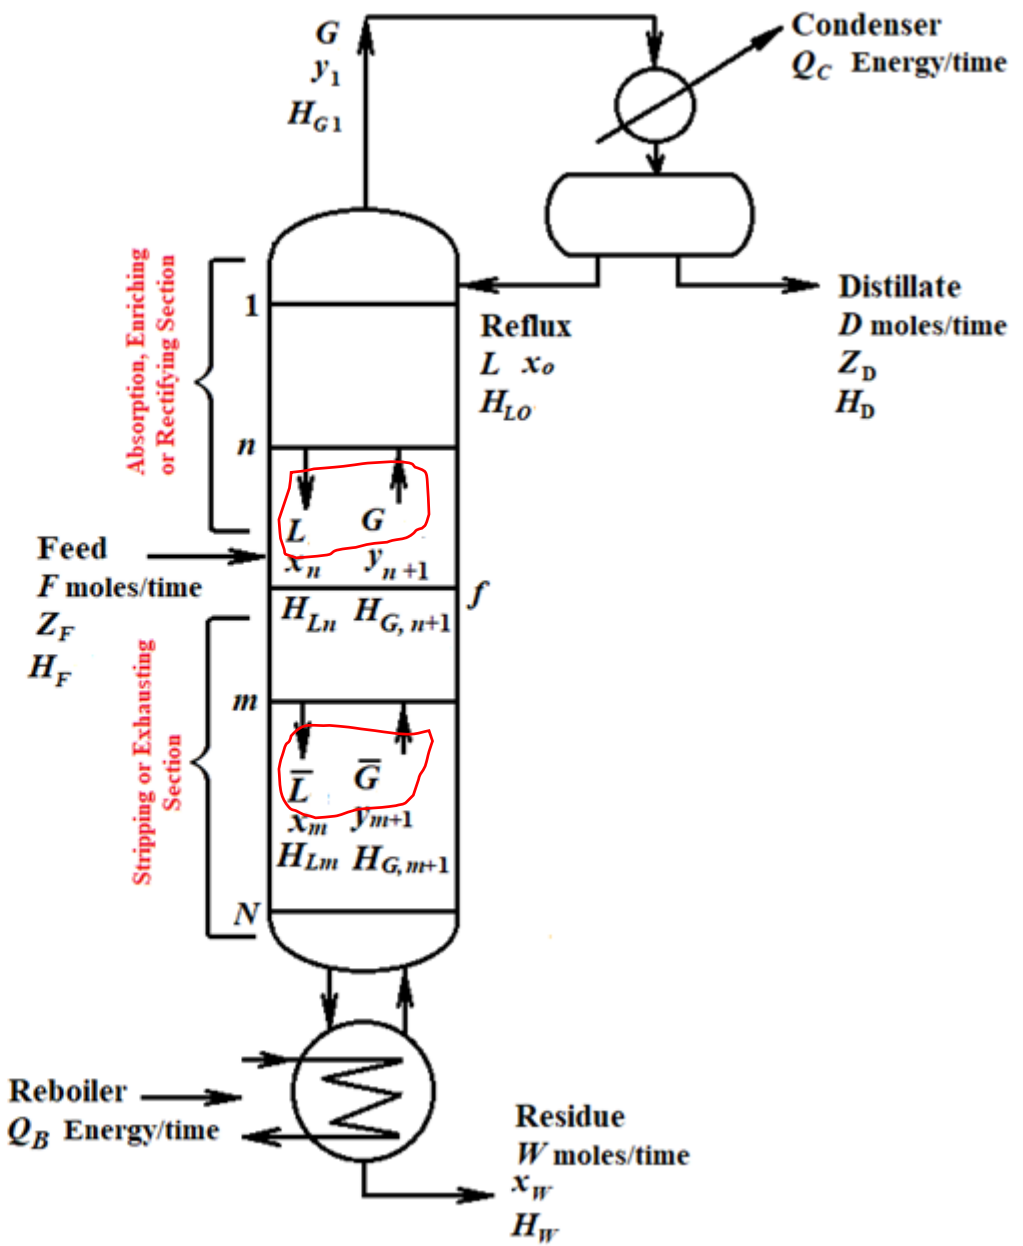 G
y1
HG1
Condenser
QC Energy/time
Absorption, Enriching
or Rectifying Section
1
Reflux
L xo
HLO
Distillate
D moles/time
ZD
HD
n
L G
xn yn+1
HLn HG, n+1
Feed
F moles/time
ZF
HF
f
Stripping or Exhausting
Section
m
L̅ G̅
xm ym+1
HLm HG,m+1
N
Reboiler
QB Energy/time
Residue
W moles/time
xW
HW